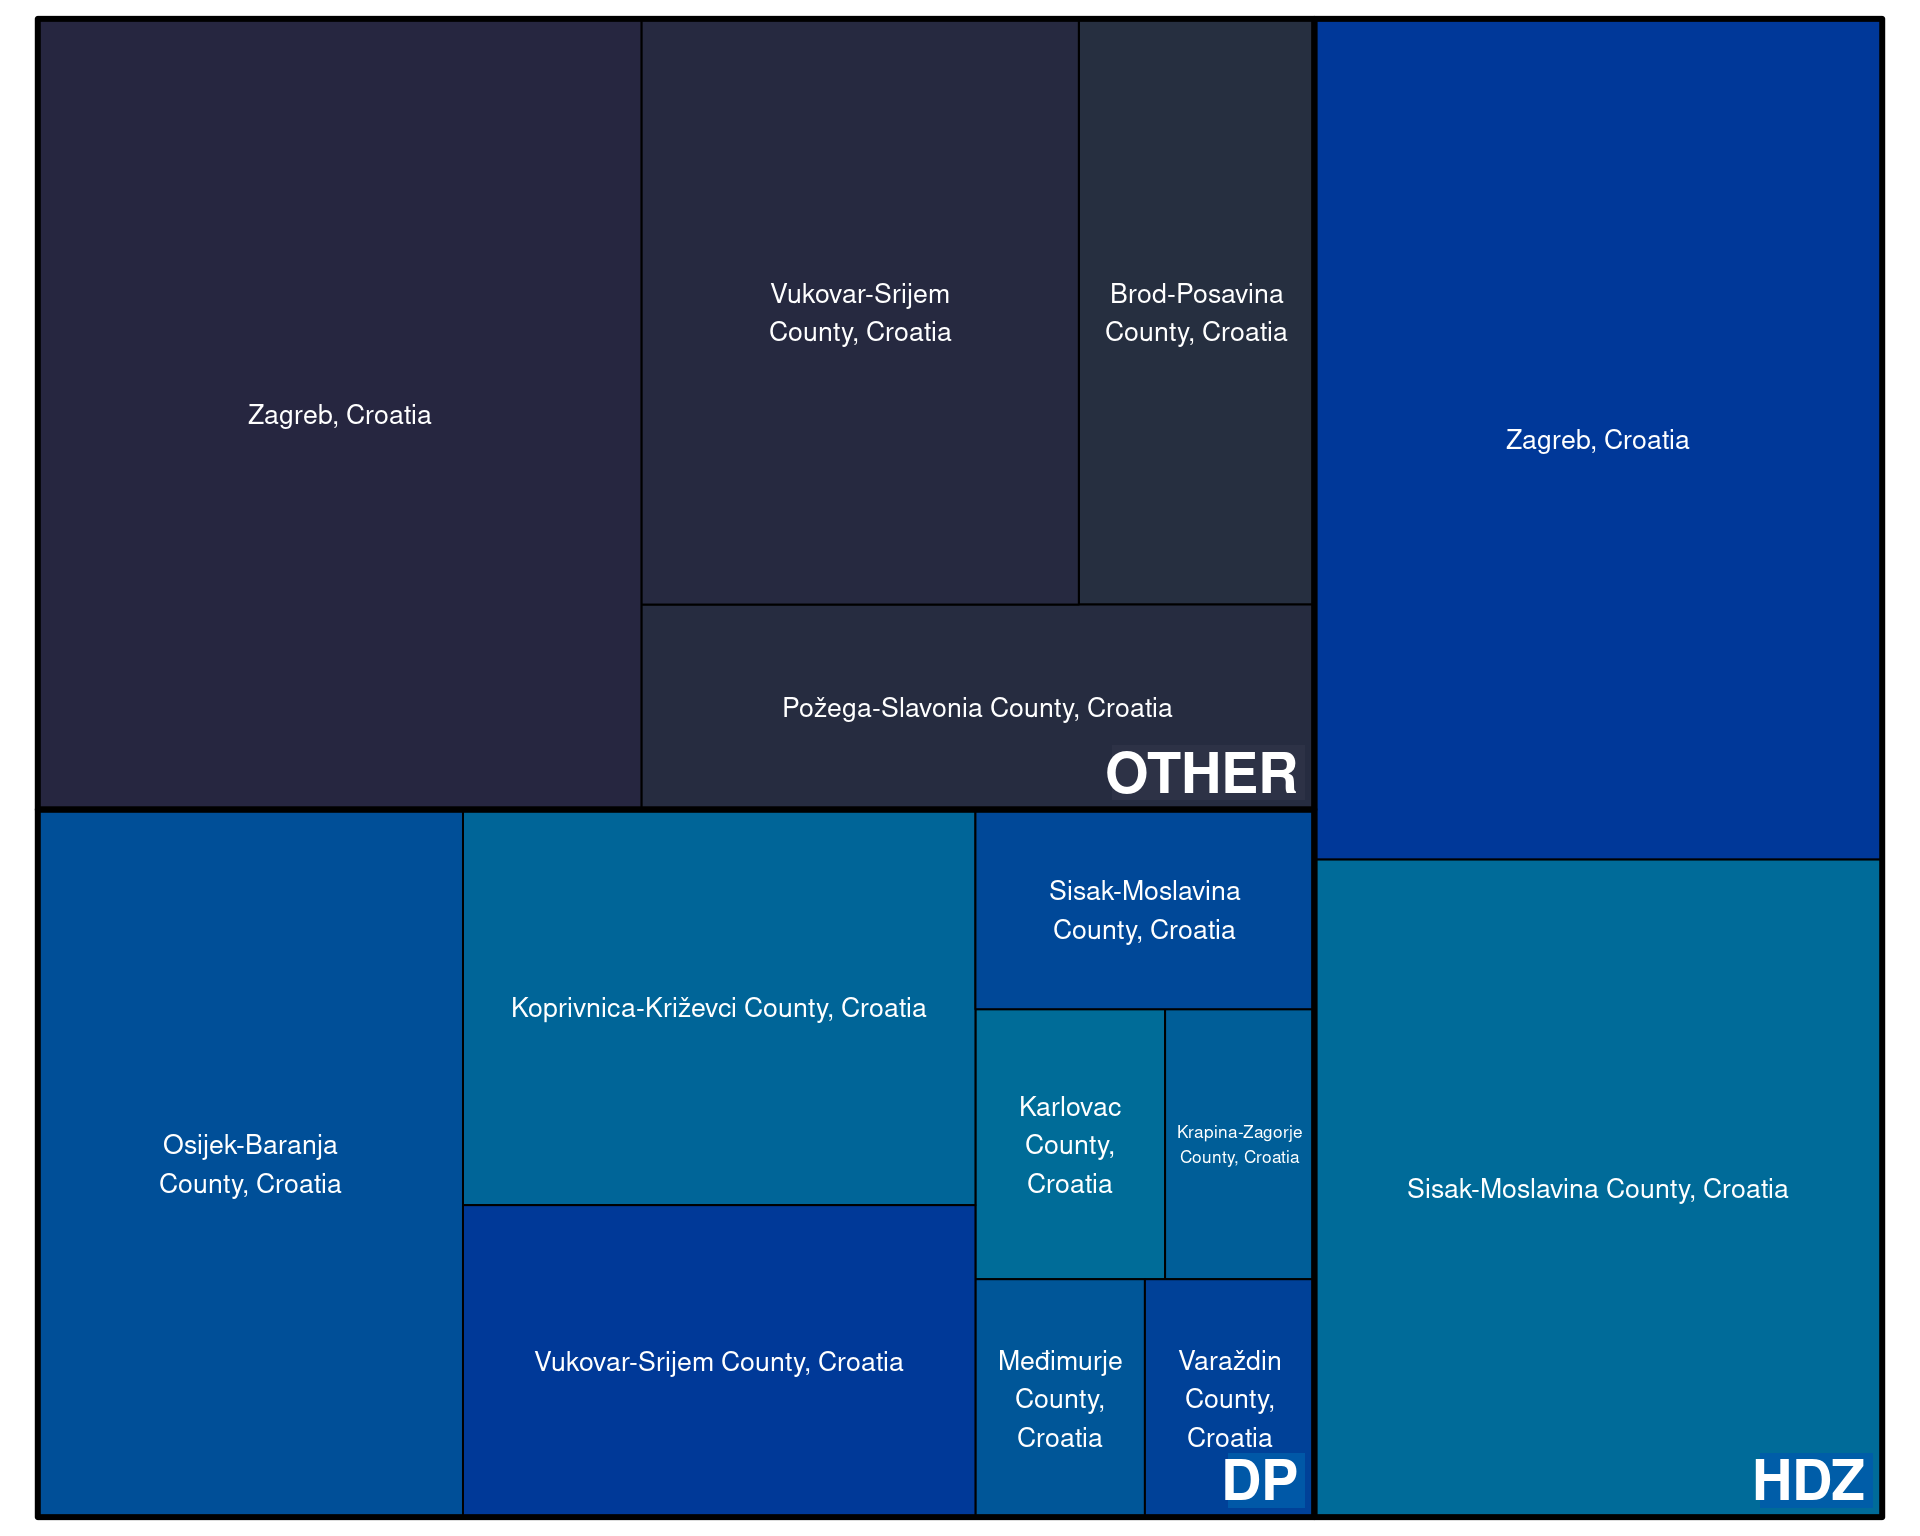 Zagreb, Croatia
Vukovar-Srijem
County, Croatia
Brod-Posavina
County, Croatia
Požega-Slavonia County, Croatia
OTHER
Zagreb, Croatia
Sisak-Moslavina County, Croatia
HDZ
Osijek-Baranja
County, Croatia
Koprivnica-Križevci County, Croatia
Vukovar-Srijem County, Croatia
Sisak-Moslavina
County, Croatia
Karlovac
County,
Croatia
Krapina-Zagorje
County, Croatia
Međimurje
County,
Croatia
Varaždin
County,
Croatia
DP